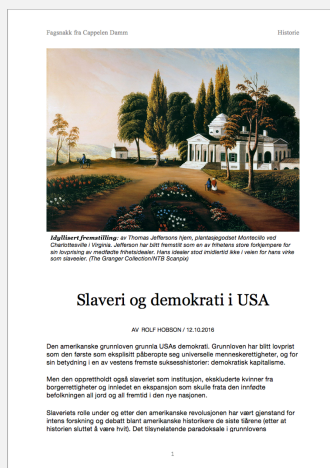 Fagsnakk fra Cappelen Damm
Historie
Idyllisert fremstilling: av Thomas Jeffersons hjem, plantasjegodset Montecillo ved
Charlottesville i Virginia. Jefferson har blitt fremstilt som en av frihetens store forkjempere for
sin lovprising av medfødte frihetsidealer. Hans idealer stod imidlertid ikke i veien for hans virke
som slaveeier. (The Granger Collection/NTB Scanpix)
Slaveri og demokrati i USA
AV ROLF HOBSON / 12.10.2016
Den amerikanske grunnloven grunnla USAs demokrati. Grunnloven har blitt lovprist
som den første som eksplisitt påberopte seg universelle menneskerettigheter, og for
sin betydning i en av vestens fremste suksesshistorier: demokratisk kapitalisme.
Men den opprettholdt også slaveriet som institusjon, ekskluderte kvinner fra
borgerrettigheter og innledet en ekspansjon som skulle frata den innfødte
befolkningen all jord og all fremtid i den nye nasjonen.
Slaveriets rolle under og etter den amerikanske revolusjonen har vært gjenstand for
intens forskning og debatt blant amerikanske historikere de siste tiårene (etter at
historien sluttet å være hvit). Det tilsynelatende paradoksale i grunnlovens
1